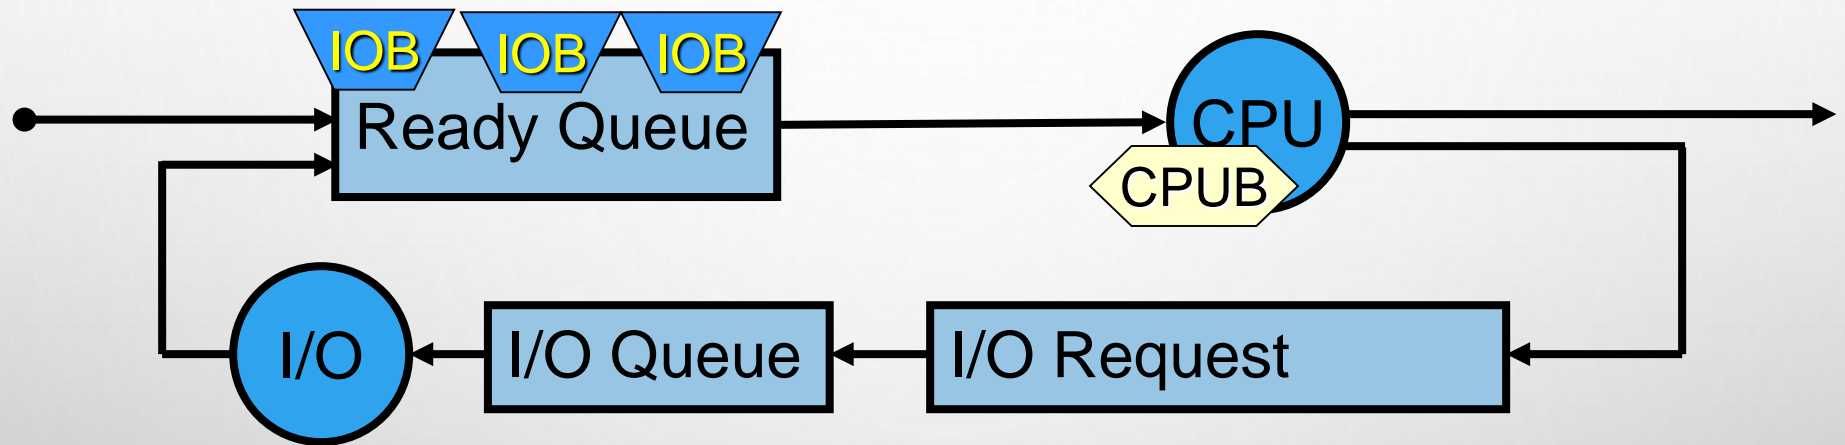 IOB
IOB
IOB
Ready Queue
CPU
CPUB
I/O
I/O Queue
I/O Request